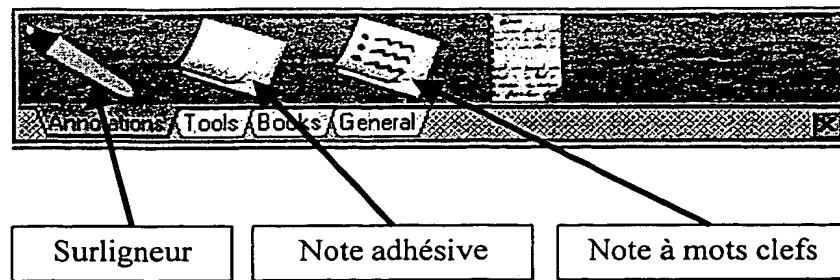 Annotations Tools Books General
Surligneur Note adhésive Note à mots clefs